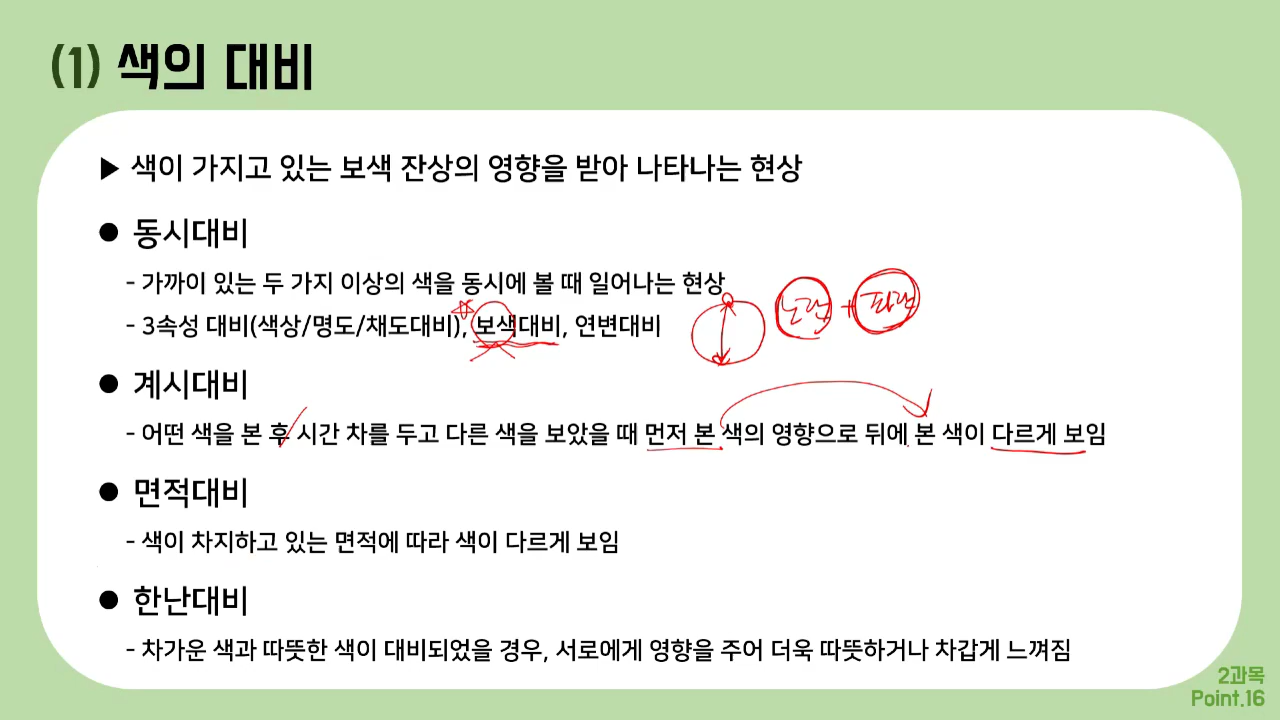 (1) 색의 대비
▶ 색이 가지고 있는 보색 잔상의 영향을 받아 나타나는 현상
● 동시대비
- 가까이 있는 두 가지 이상의 색을 동시에 볼 때 일어나는 현상
- 3속성 대비(색상/명도/채도대비), 보색대비, 연변대비
노랑 + 파랑
● 계시대비
- 어떤 색을 본 후 시간 차를 두고 다른 색을 보았을 때 먼저 본 색의 영향으로 뒤에 본 색이 다르게 보임
● 면적대비
- 색이 차지하고 있는 면적에 따라 색이 다르게 보임
● 한난대비
- 차가운 색과 따뜻한 색이 대비되었을 경우, 서로에게 영향을 주어 더욱 따뜻하거나 차갑게 느껴짐
2과목
Point.16